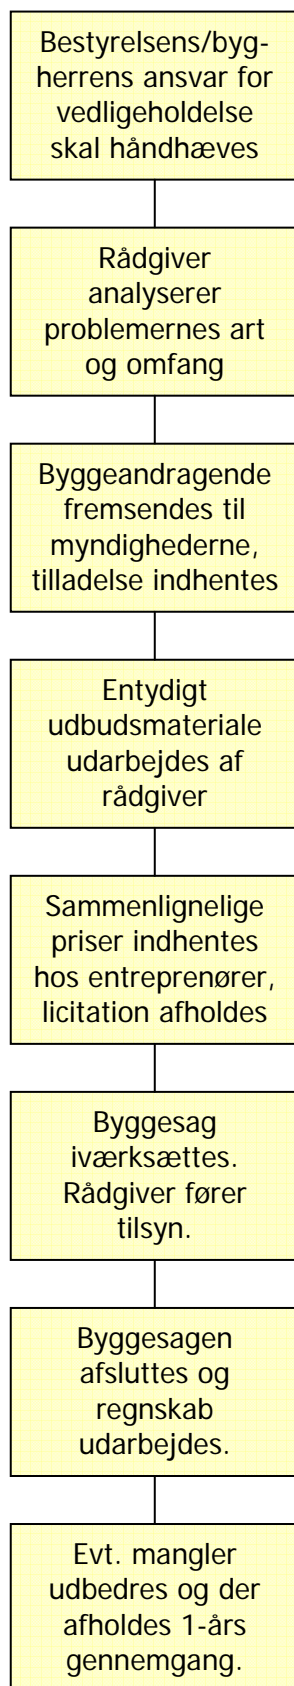 Bestyrelsens/byg-
herrens ansvar for
vedligeholdelse
skal håndhæves
Rådgiver
analyserer
problemernes art
og omfang
Byggeandragende
fremsendes til
myndighederne,
tilladelse indhentes
Entydigt
udbudsmateriale
udarbejdes af
rådgiver
Sammenlignelige
priser indhentes
hos entreprenører,
licitation afholdes
Byggesag
iværksættes.
Rådgiver fører
tilsyn.
Byggesagen
afsluttes og
regnskab
udarbejdes.
Evt. mangler
udbedres og der
afholdes 1-års
gennemgang.